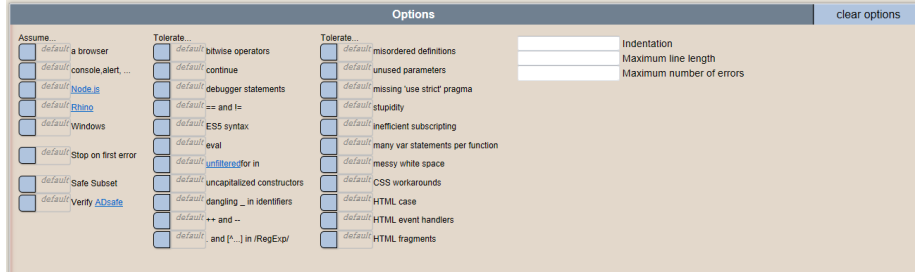 Options
clear options
Assume...
default a browser
default console,alert, ...
default Node.js
default Rhino
default Windows
default Stop on first error
default Safe Subset
default Verify ADsafe
Tolerate...
default bitwise operators
default continue
default debugger statements
default == and !=
default ES5 syntax
default eval
default unfilteredfor in
default uncapitalized constructors
default dangling _ in identifiers
default ++ and --
default . and [^...] in /RegExp/
Tolerate...
default misordered definitions
default unused parameters
default missing 'use strict' pragma
default stupidity
default inefficient subscripting
default many var statements per function
default messy white space
default CSS workarounds
default HTML case
default HTML event handlers
default HTML fragments
Indentation
Maximum line length
Maximum number of errors